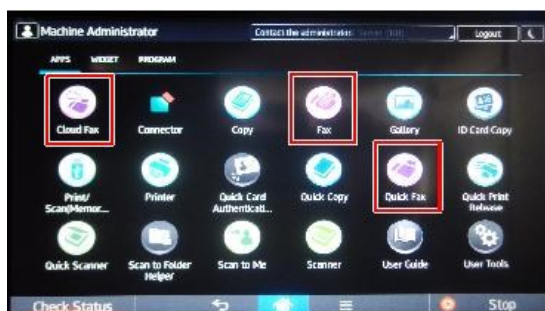 Machine Administrator
Contact the administrator.
Logout
APPS WIDGET PROGRAM
Cloud Fax Connector Copy Fax Gallery ID Card Copy
Print/
Scan(Memor...
Printer
Quick Card
Authenticati...
Quick Copy
Quick Fax
Quick Print
Release
Quick Scanner
Scan to Folder
Helper
Scan to Me
Scanner
User Guide
User Tools
Check Status
Stop